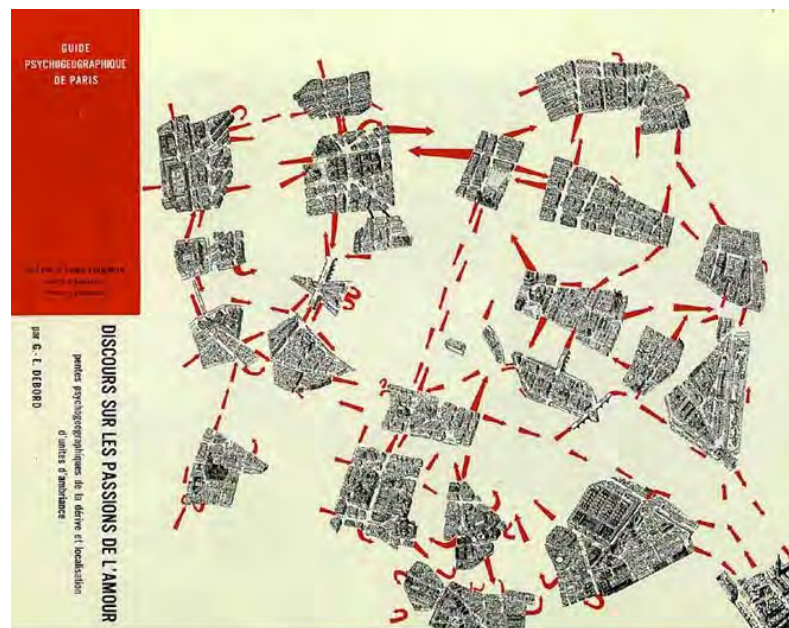 GUIDE
PSYCHOGEOGRAPHIQUE
DE PARIS
DISCOURS SUR LES PASSIONS DE L'AMOUR
pentes psychogeographiques de la dérive et localisation
d'unités d'ambiance
par G.-E. DEBORD